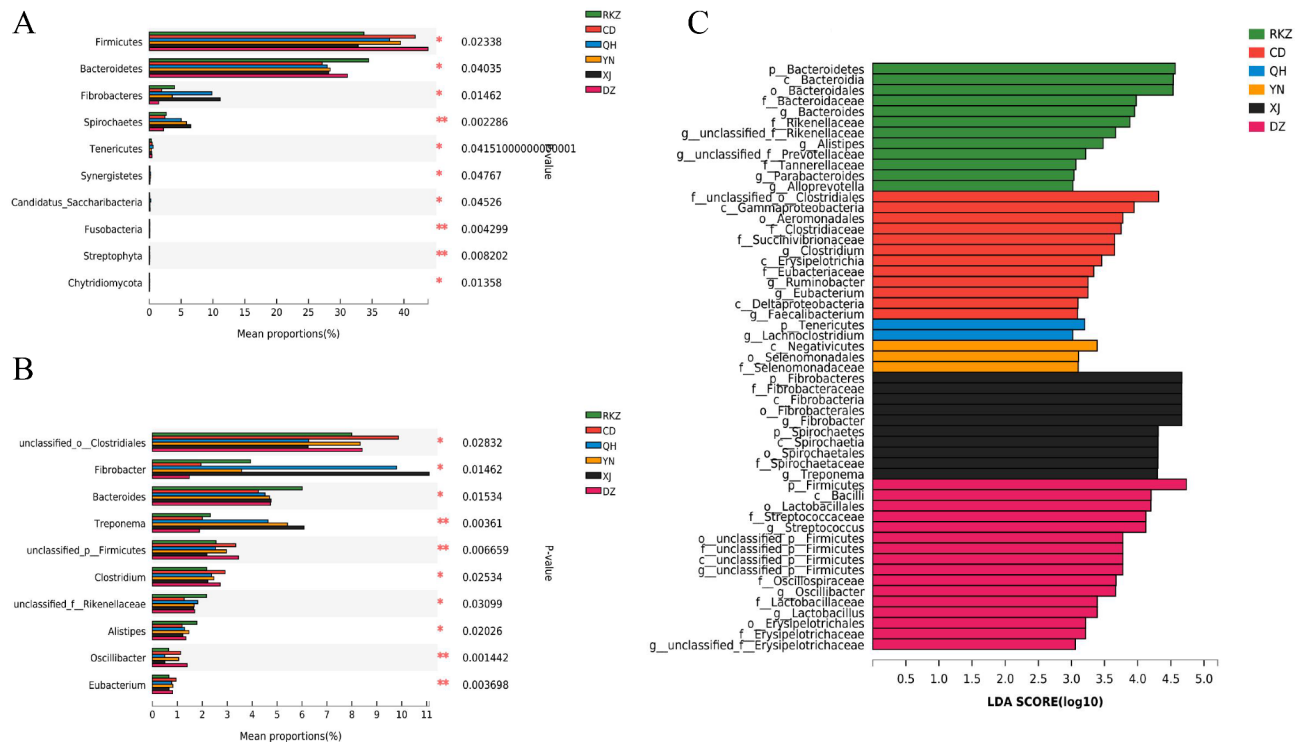 A
RKZ
CD
QH
YN
XJ
DZ
Firmicutes * 0.02338
Bacteroidetes * 0.04035
Fibrobacteres * 0.01462
Spirochaetes ** 0.002286
Tenericutes * 0.04151000000000001
Synergistetes * 0.04767
Candidatus_Saccharibacteria * 0.04526
Fusobacteria ** 0.004299
Streptophyta ** 0.008202
Chytridiomycota * 0.01358
P-value
0 5 10 15 20 25 30 35 40
Mean proportions(%)
B
RKZ
CD
QH
YN
XJ
DZ
unclassified_o__Clostridiales * 0.02832
Fibrobacter * 0.01462
Bacteroides * 0.01534
Treponema ** 0.00361
unclassified_p__Firmicutes ** 0.006659
Clostridium * 0.02534
unclassified_f__Rikenellaceae * 0.03099
Alistipes * 0.02026
Oscillibacter ** 0.001442
Eubacterium ** 0.003698
P-value
0 1 2 3 4 5 6 7 8 9 10 11
Mean proportions(%)
C
RKZ
CD
QH
YN
XJ
DZ
p__Bacteroidetes
c__Bacteroidia
o__Bacteroidales
f__Bacteroidaceae
g__Bacteroides
f__Rikenellaceae
g__unclassified_f__Rikenellaceae
g__Alistipes
g__unclassified_f__Prevotellaceae
f__Tannerellaceae
g__Parabacteroides
g__Alloprevotella
f__unclassified_o__Clostridiales
c__Gammaproteobacteria
o__Aeromonadales
f__Clostridiaceae
f__Succinivibrionaceae
g__Clostridium
c__Erysipelotrichia
f__Eubacteriaceae
g__Ruminobacter
g__Eubacterium
c__Deltaproteobacteria
g__Faecalibacterium
p__Tenericutes
g__Lachnoclostridium
c__Negativicutes
o__Selenomonadales
f__Selenomonadaceae
p__Fibrobacteres
f__Fibrobacteraceae
c__Fibrobacteria
o__Fibrobacterales
g__Fibrobacter
p__Spirochaetes
c__Spirochaetia
o__Spirochaetales
f__Spirochaetaceae
g__Treponema
p__Firmicutes
c__Bacilli
o__Lactobacillales
f__Streptococcaceae
g__Streptococcus
o__unclassified_p__Firmicutes
f__unclassified_p__Firmicutes
c__unclassified_p__Firmicutes
g__unclassified_p__Firmicutes
f__Oscillospiraceae
g__Oscillibacter
f__Lactobacillaceae
g__Lactobacillus
o__Erysipelotrichales
f__Erysipelotrichaceae
g__unclassified_f__Erysipelotrichaceae
0.5 1.0 1.5 2.0 2.5 3.0 3.5 4.0 4.5 5.0
LDA SCORE(log10)